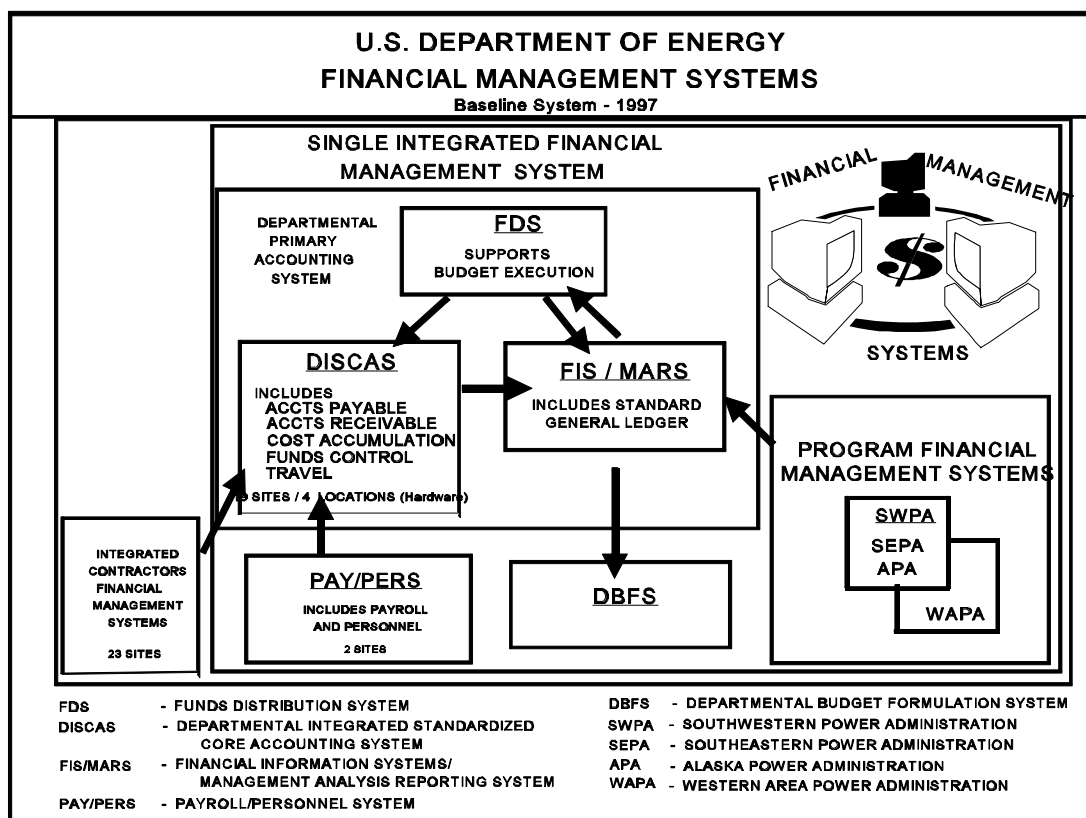 U.S. DEPARTMENT OF ENERGY
FINANCIAL MANAGEMENT SYSTEMS
Baseline System - 1997
SINGLE INTEGRATED FINANCIAL
MANAGEMENT SYSTEM
FINANCIAL MANAGEMENT
$
SYSTEMS
DEPARTMENTAL
PRIMARY
ACCOUNTING
SYSTEM
FDS
SUPPORTS
BUDGET EXECUTION
DISCAS
INCLUDES
ACCTS PAYABLE
ACCTS RECEIVABLE
COST ACCUMULATION
FUNDS CONTROL
TRAVEL
SITES / 4 LOCATIONS (Hardware)
FIS / MARS
INCLUDES STANDARD
GENERAL LEDGER
PROGRAM FINANCIAL
MANAGEMENT SYSTEMS
SWPA
SEPA
APA
WAPA
INTEGRATED
CONTRACTORS
FINANCIAL
MANAGEMENT
SYSTEMS
23 SITES
PAY/PERS
INCLUDES PAYROLL
AND PERSONNEL
2 SITES
DBFS
FDS - FUNDS DISTRIBUTION SYSTEM
DISCAS - DEPARTMENTAL INTEGRATED STANDARDIZED
CORE ACCOUNTING SYSTEM
FIS/MARS - FINANCIAL INFORMATION SYSTEMS/
MANAGEMENT ANALYSIS REPORTING SYSTEM
PAY/PERS - PAYROLL/PERSONNEL SYSTEM
DBFS - DEPARTMENTAL BUDGET FORMULATION SYSTEM
SWPA - SOUTHWESTERN POWER ADMINISTRATION
SEPA - SOUTHEASTERN POWER ADMINISTRATION
APA - ALASKA POWER ADMINISTRATION
WAPA - WESTERN AREA POWER ADMINISTRATION